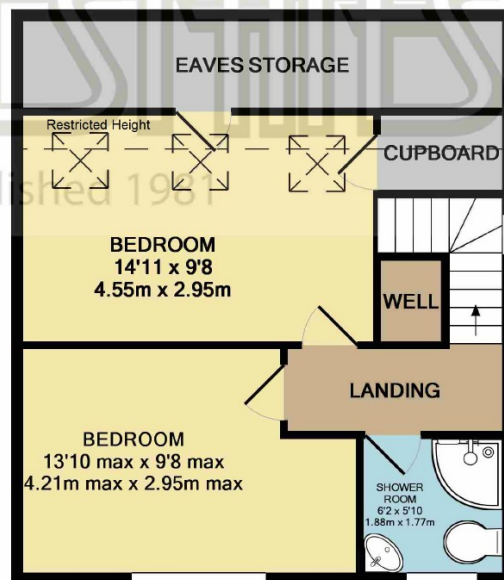 EAVES STORAGE
Restricted Height
CUPBOARD
BEDROOM
14'11 x 9'8
4.55m x 2.95m
WELL
LANDING
BEDROOM
13'10 max x 9'8 max
4.21m max x 2.95m max
SHOWER
ROOM
6'2 x 5'10
1.88m x 1.77m
lished 1981